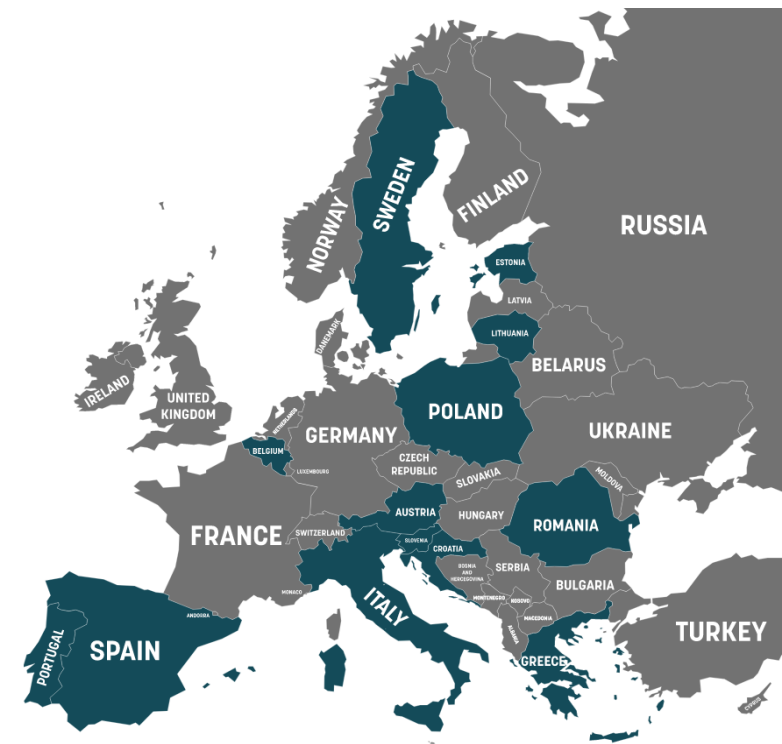 SWEDEN
NORWAY
FINLAND
RUSSIA
ESTONIA
LATVIA
LITHUANIA
DANEMARK
BELARUS
IRELAND
UNITED
KINGDOM
NETHERLANDS
POLAND
GERMANY
UKRAINE
BELGIUM
LUXEMBOURG
CZECH
REPUBLIC
SLOVAKIA
MOLDOVA
AUSTRIA
HUNGARY
ROMANIA
FRANCE
SWITZERLAND
SLOVENIA
CROATIA
BOSNIA
AND
HERCEGOVINA
SERBIA
BULGARIA
MONACO
ITALY
MONTENEGRO
KOSOVO
MACEDONIA
ALBANIA
ANDORRA
PORTUGAL
SPAIN
GREECE
TURKEY
CYPRUS